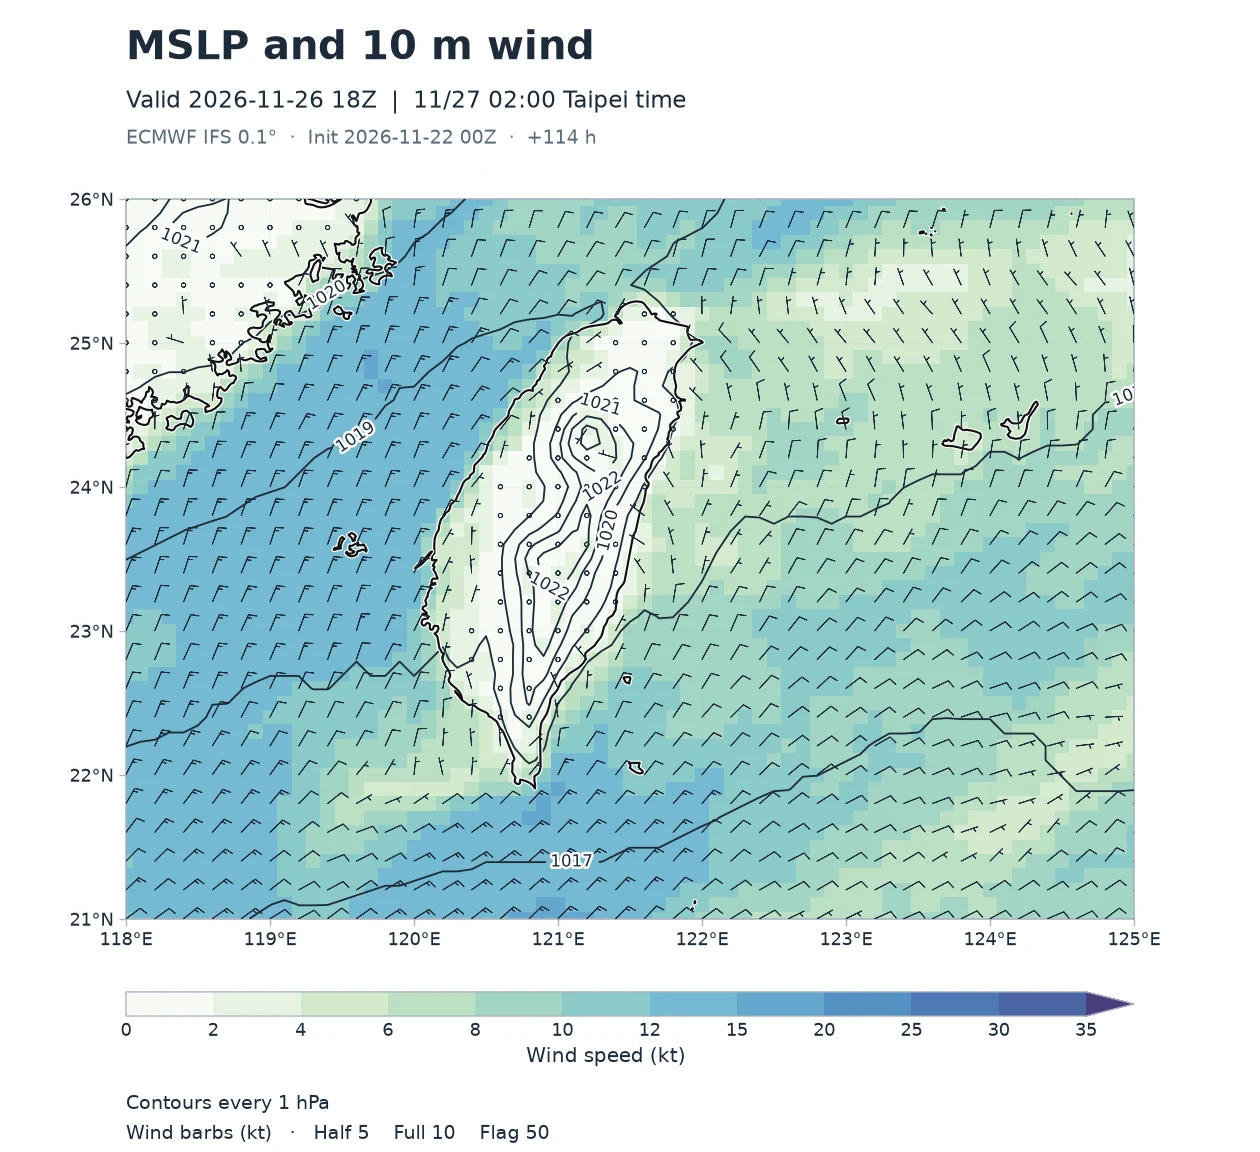 MSLP and 10 m wind
Valid 2026-11-26 18Z | 11/27 02:00 Taipei time
ECMWF IFS 0.1° · Init 2026-11-22 00Z · +114 h
26°N
25°N
24°N
23°N
22°N
21°N
1021
1020
1019
1021
1022
1020
1022
1017
118°E 119°E 120°E 121°E 122°E 123°E 124°E 125°E
0 2 4 6 8 10 12 15 20 25 30 35
Wind speed (kt)
Contours every 1 hPa
Wind barbs (kt) · Half 5 Full 10 Flag 50